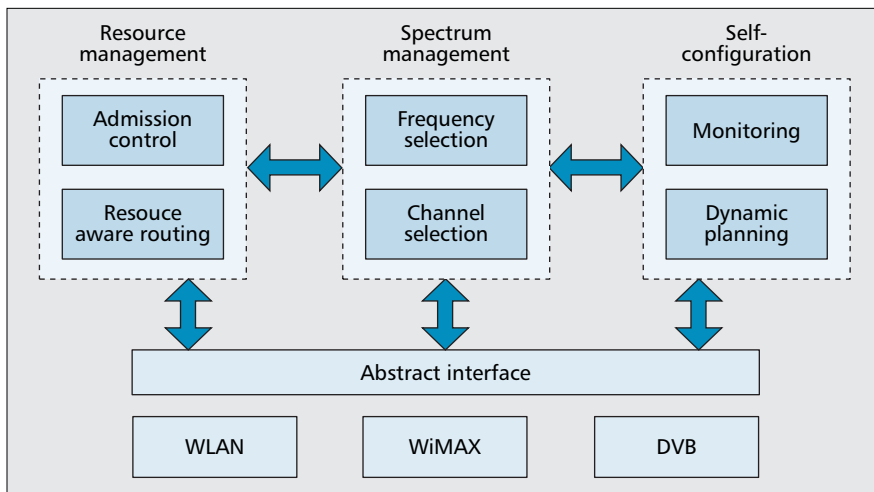 Resource
management
Spectrum
management
Self-
configuration
Admission
control
Frequency
selection
Monitoring
Resouce
aware routing
Channel
selection
Dynamic
planning
Abstract interface
WLAN
WiMAX
DVB